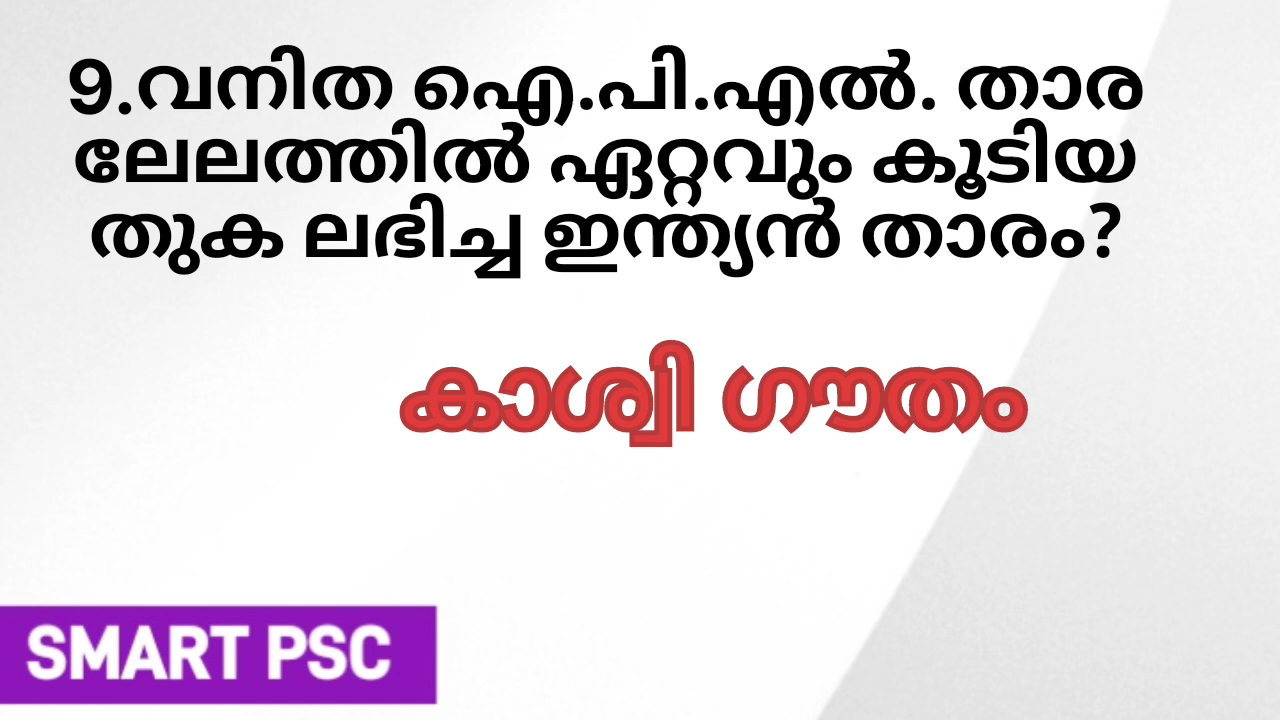 9.വനിത ഐ.പി.എൽ. താര
ലേലത്തിൽ ഏറ്റവും കൂടിയ
തുക ലഭിച്ച ഇന്ത്യൻ താരം?
കാശ്വി ഗൗതം
SMART PSC